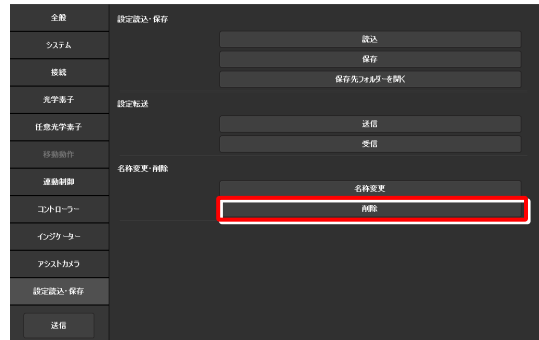 全般
システム
接続
光学素子
任意光学素子
移動動作
連動制御
コントローラー
インジケーター
アシストカメラ
設定読込・保存
送信
設定読込・保存
読込
保存
保存先フォルダーを開く
設定転送
送信
受信
名称変更・削除
名称変更
削除